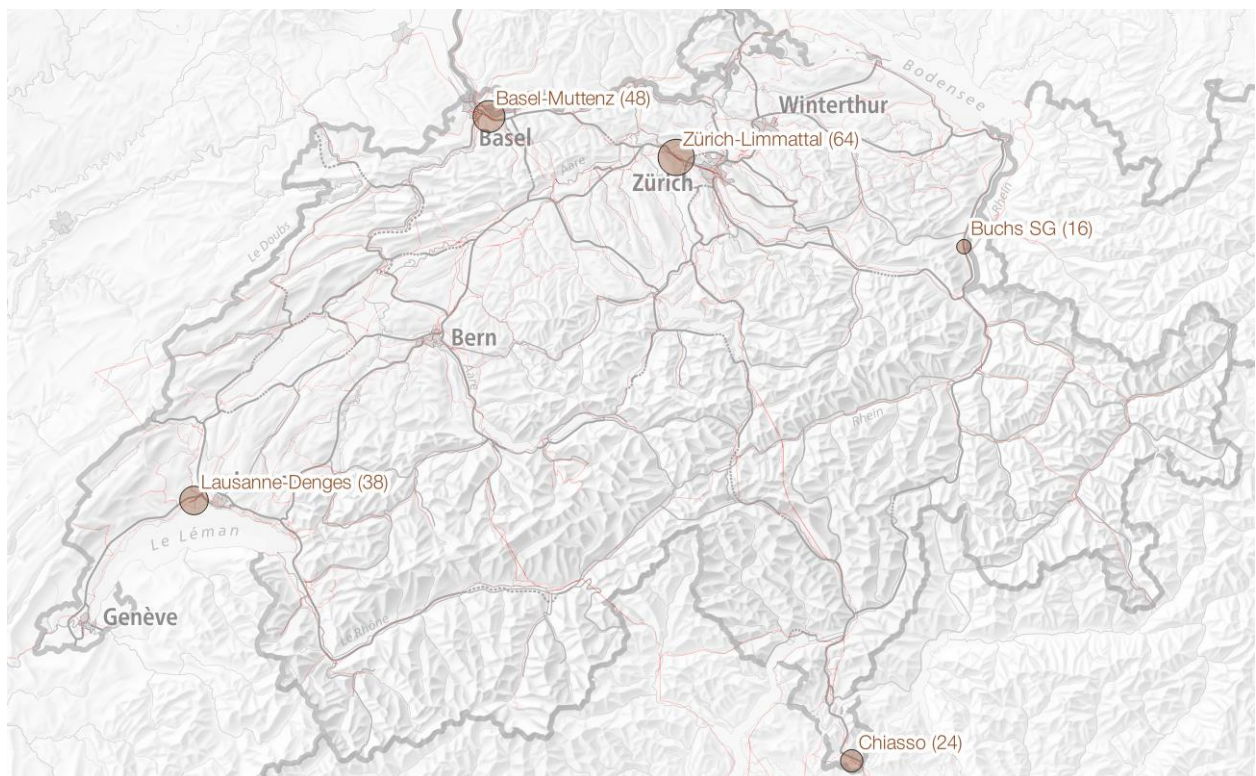 Bodensee
Basel-Muttenz (48)
Winterthur
Basel
Zürich-Limmattal (64)
Aare
Zürich
Rhein
Le Doubs
Buchs SG (16)
Bern
Aare
Rhein
Lausanne-Denges (38)
Le Léman
Genève
Le Rhône
Chiasso (24)